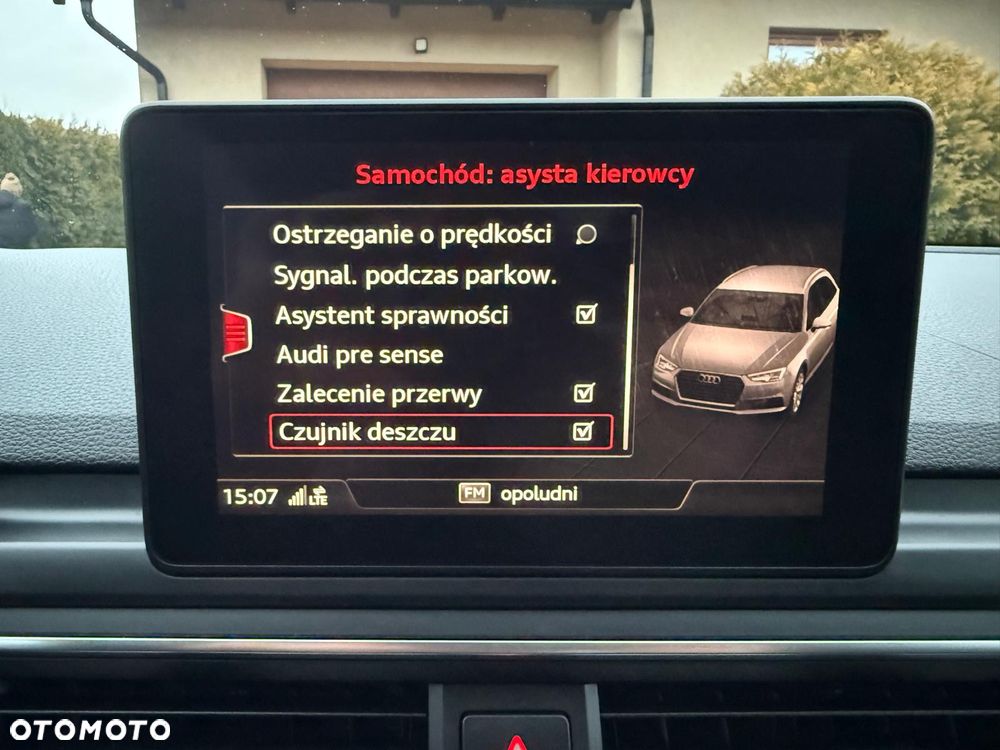 Samochód: asysta kierowcy
Ostrzeganie o prędkości
Sygnal. podczas parkow.
Asystent sprawności
Audi pre sense
Zalecenie przerwy
Czujnik deszczu
15:07 LTE FM opoludni
OTOMOTO